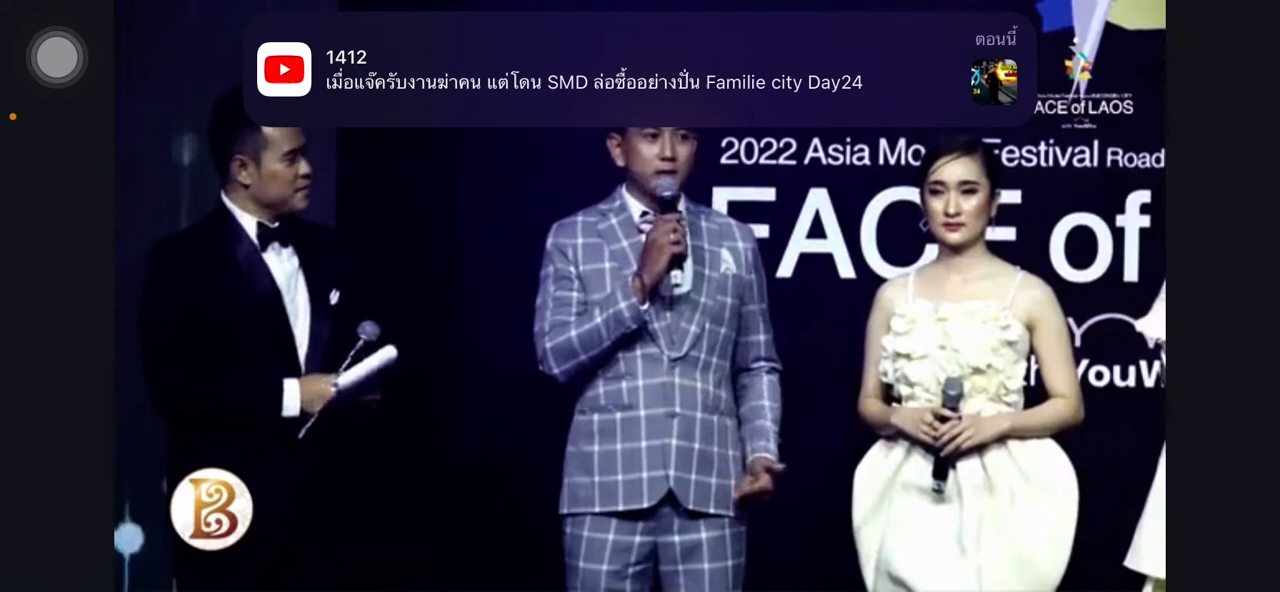 ตอนนี้
1412
เมื่อแจ๊ครับงานฆ่าคน แต่โดน SMD ล่อซื้ออย่างปั่น Familie city Day24
24
ACE of LAOS
2022 Asia Mo estival Road
FACE of
YouW
B